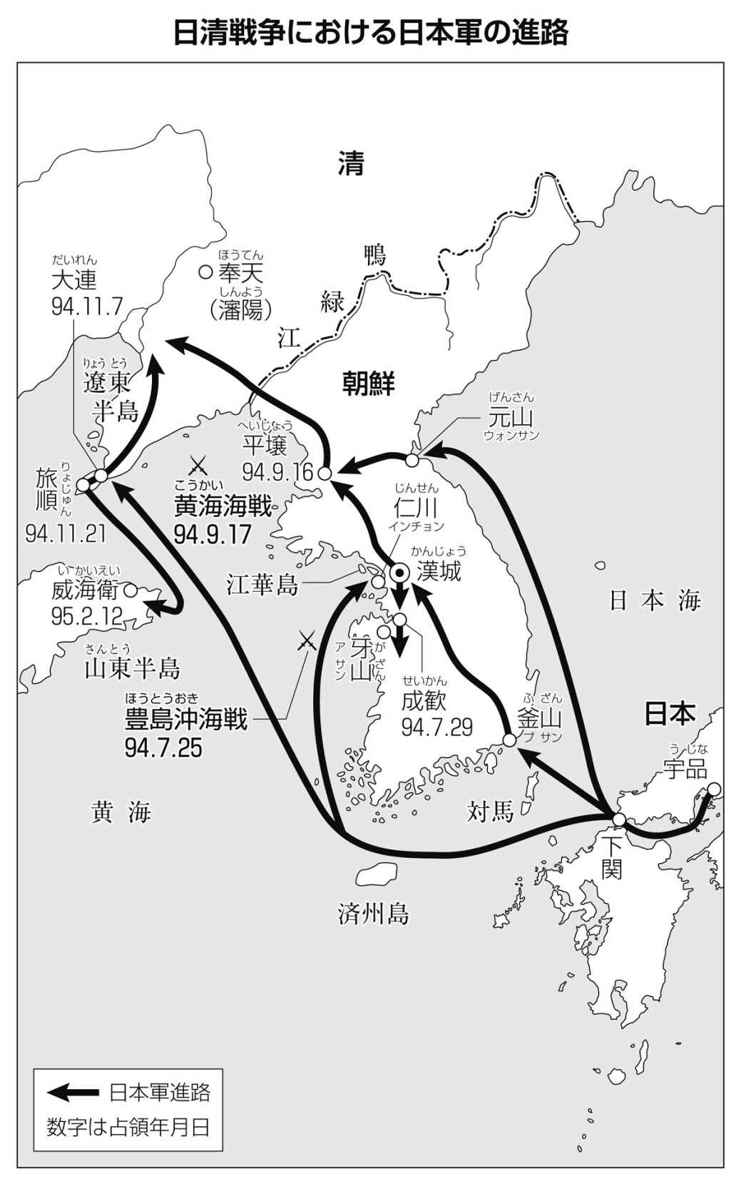 日清戦争における日本軍の進路
清
鴨
緑
江
ほうてん
奉天
しんよう
（瀋陽）
だいれん
大連
94.11.7
りょうとう
遼東
半島
朝鮮
げんさん
元山
ウォンサン
へいじょう
平壌
94.9.16
りょじゅん
旅順
94.11.21
こうかい
黄海海戦
94.9.17
じんせん
仁川
インチョン
かんじょう
漢城
江華島
いかいえい
威海衛
95.2.12
さんとう
山東半島
日本海
がざん
牙山
アサン
せいかん
成歓
94.7.29
ほうとうおき
豊島沖海戦
94.7.25
ふざん
釜山
プサン
日本
うじな
宇品
黄海
対馬
下関
済州島
日本軍進路
数字は占領年月日